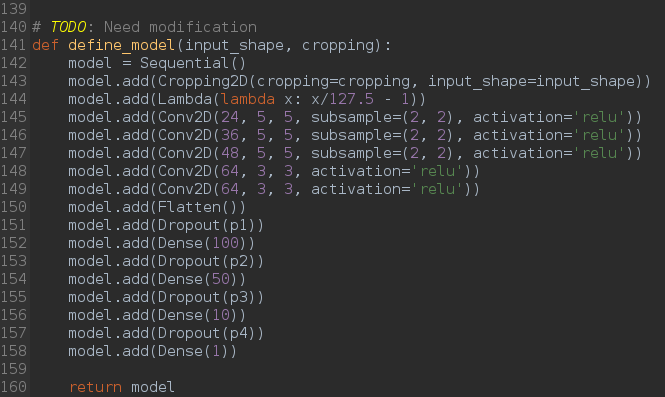 139
140 # TODO: Need modification
141 def define_model(input_shape, cropping):
142     model = Sequential()
143     model.add(Cropping2D(cropping=cropping, input_shape=input_shape))
144     model.add(Lambda(lambda x: x/127.5 - 1))
145     model.add(Conv2D(24, 5, 5, subsample=(2, 2), activation='relu'))
146     model.add(Conv2D(36, 5, 5, subsample=(2, 2), activation='relu'))
147     model.add(Conv2D(48, 5, 5, subsample=(2, 2), activation='relu'))
148     model.add(Conv2D(64, 3, 3, activation='relu'))
149     model.add(Conv2D(64, 3, 3, activation='relu'))
150     model.add(Flatten())
151     model.add(Dropout(p1))
152     model.add(Dense(100))
153     model.add(Dropout(p2))
154     model.add(Dense(50))
155     model.add(Dropout(p3))
156     model.add(Dense(10))
157     model.add(Dropout(p4))
158     model.add(Dense(1))
159
160     return model